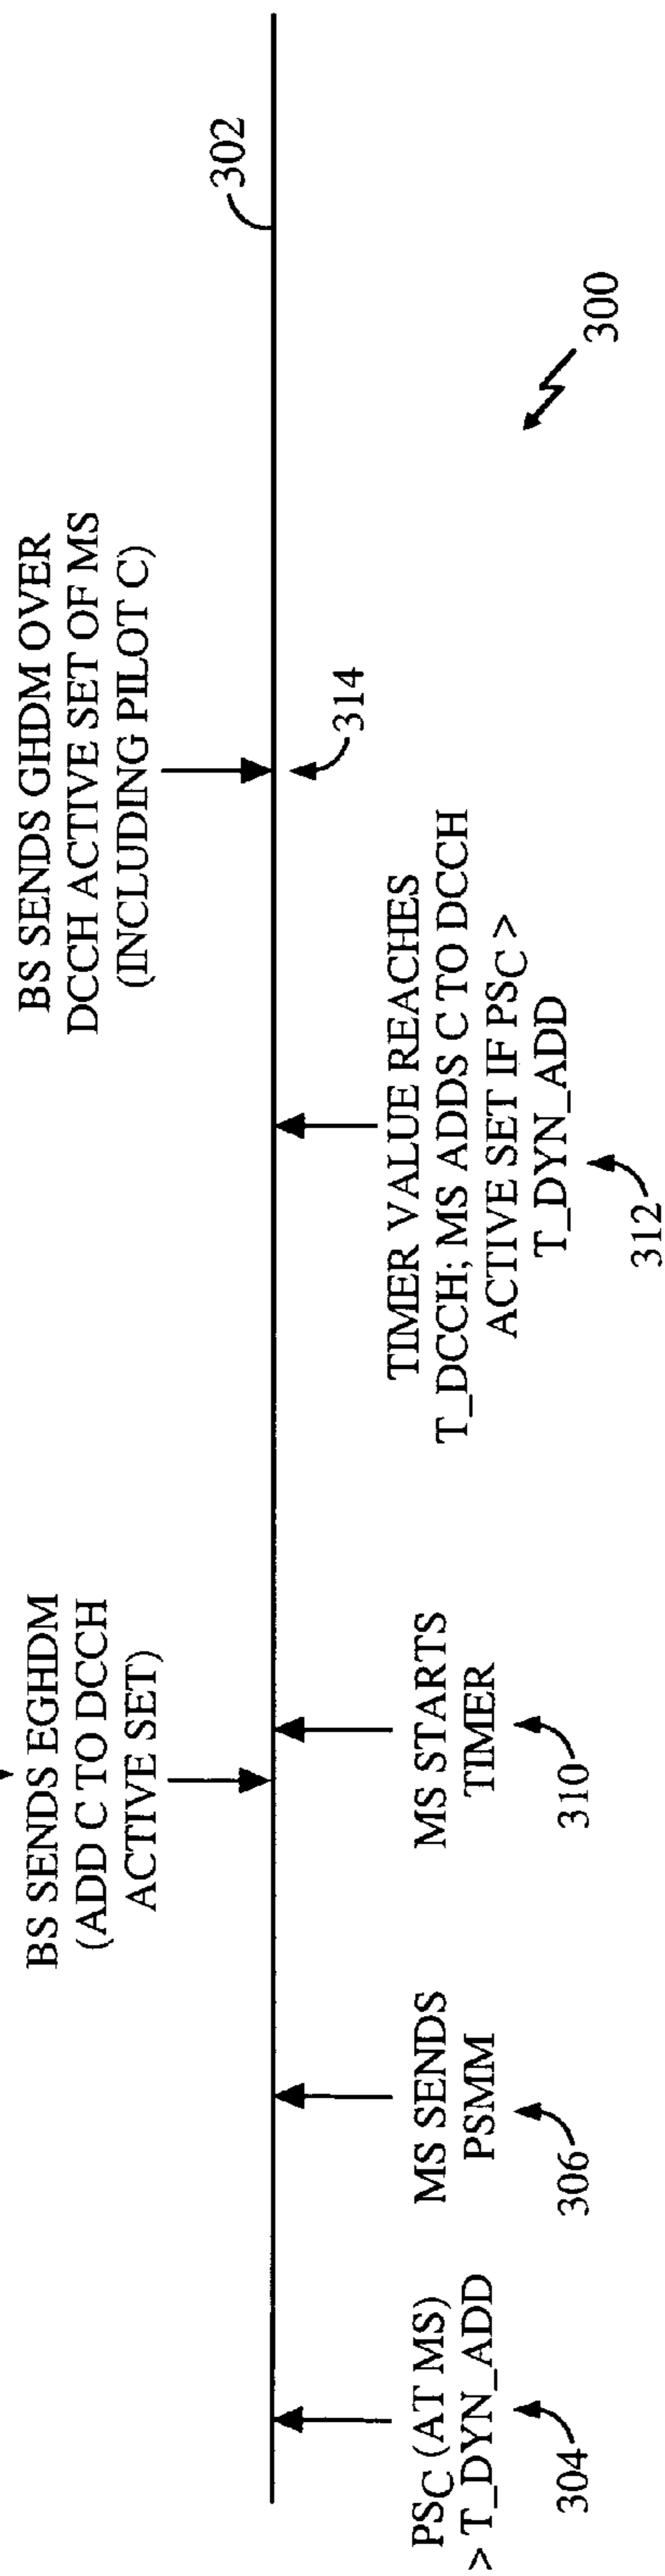 BS SENDS GHDM OVER
DCCH ACTIVE SET OF MS
(INCLUDING PILOT C)
BS SENDS EGHDM
(ADD C TO DCCH
ACTIVE SET)
302
314
300
PSC (AT MS)
> T_DYN_ADD
304
MS SENDS
PSMM
306
MS STARTS
TIMER
310
TIMER VALUE REACHES
T_DCCH; MS ADDS C TO DCCH
ACTIVE SET IF PSC >
T_DYN_ADD
312